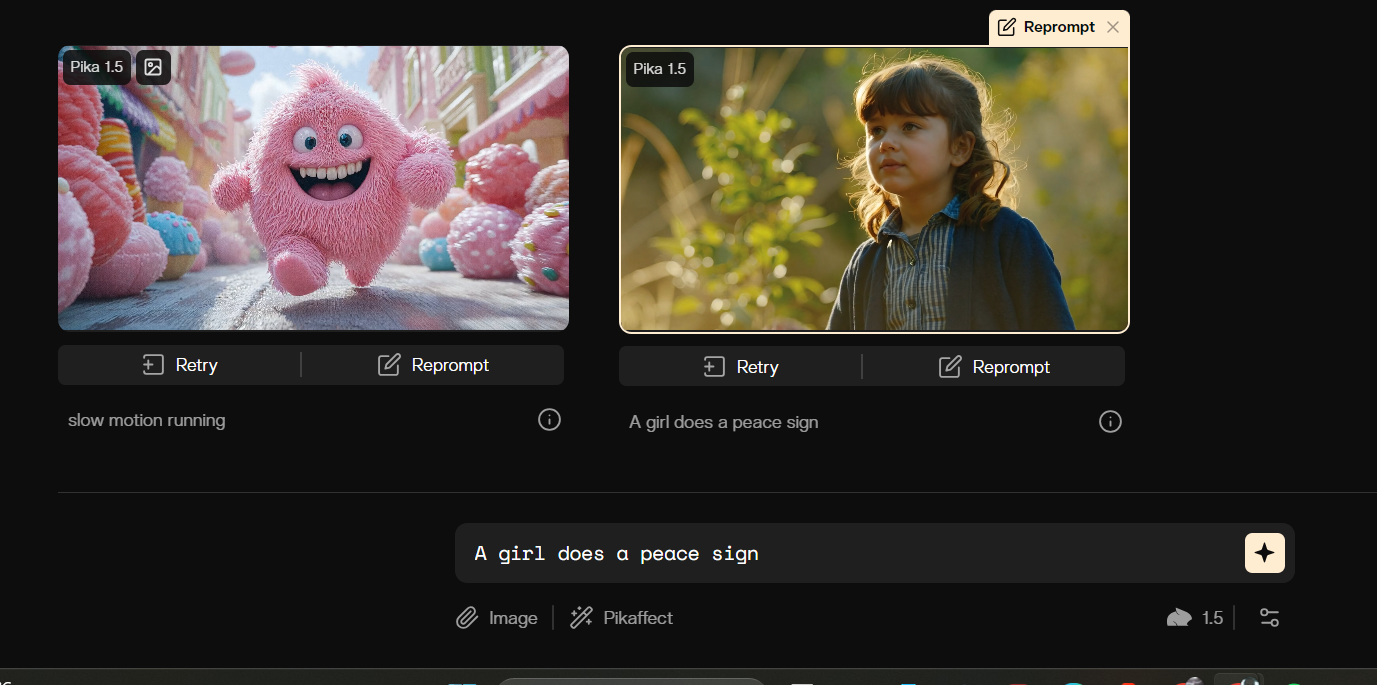 Reprompt
Pika 1.5
Pika 1.5
Retry
Reprompt
Retry
Reprompt
slow motion running
A girl does a peace sign
A girl does a peace sign
Image
Pikaffect
1.5